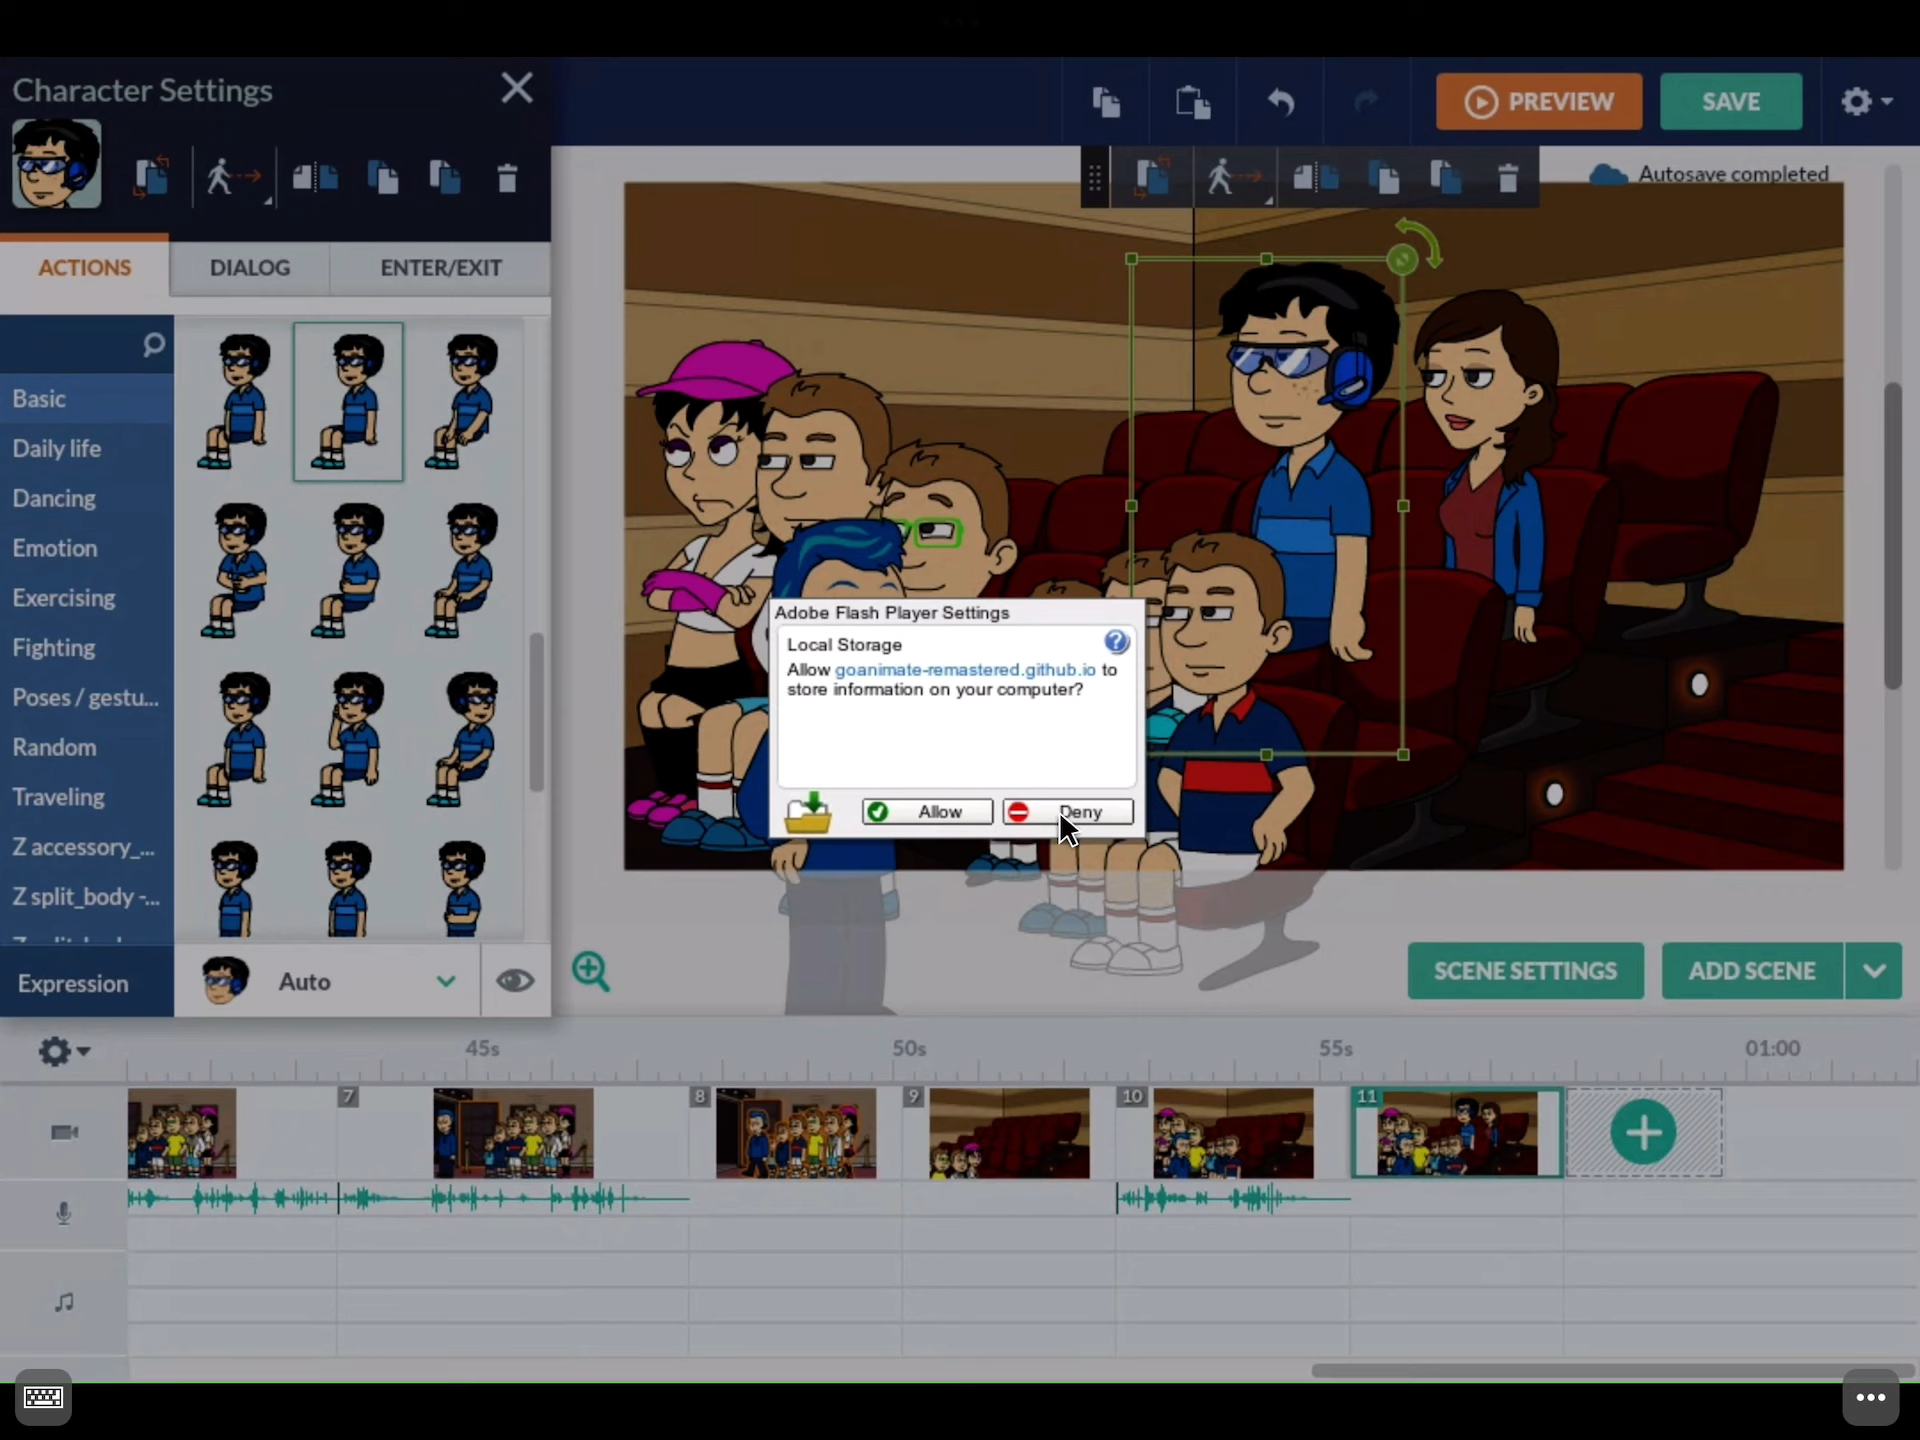 Character Settings
PREVIEW
SAVE
Autosave completed
ACTIONS
DIALOG
ENTER/EXIT
Basic
Daily life
Dancing
Emotion
Exercising
Fighting
Poses / gestu...
Random
Traveling
Z accessory_...
Z split_body -...
Expression
Auto
Adobe Flash Player Settings
Local Storage
Allow goanimate-remastered.github.io to
store information on your computer?
Allow
Deny
SCENE SETTINGS
ADD SCENE
45s
50s
55s
01:00
7
8
9
10
11